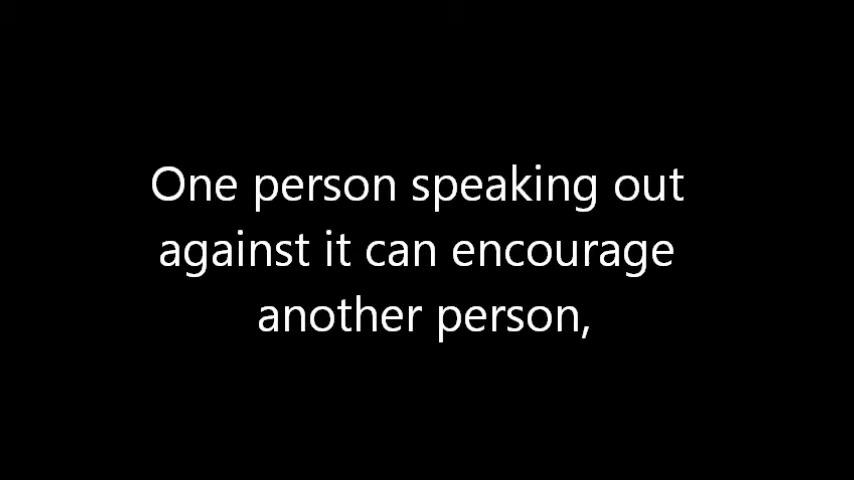 One person speaking out
against it can encourage
another person,